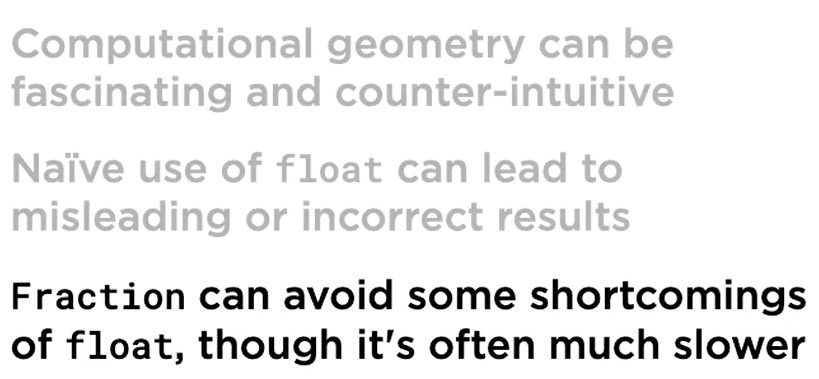 Computational geometry can be
fascinating and counter-intuitive
Naïve use of float can lead to
misleading or incorrect results
Fraction can avoid some shortcomings
of float, though it's often much slower